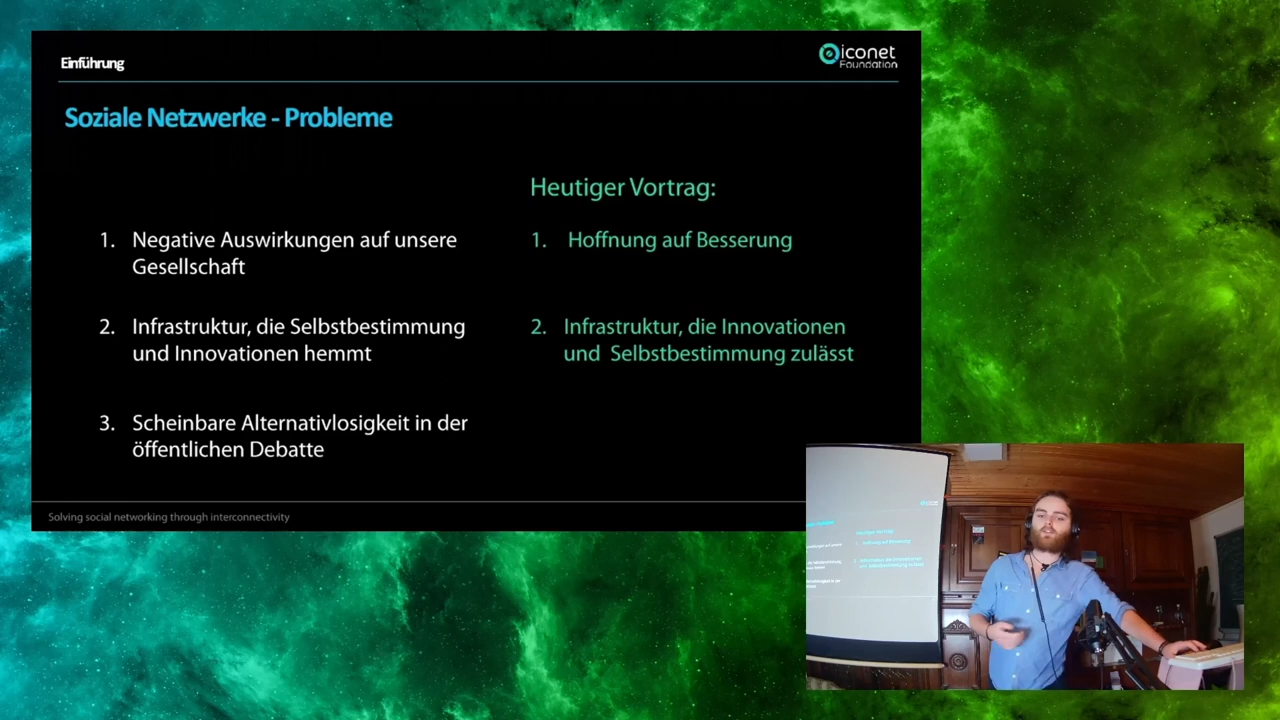 Einführung
iconet
Foundation
Soziale Netzwerke - Probleme
Heutiger Vortrag:
1. Negative Auswirkungen auf unsere
Gesellschaft
2. Infrastruktur, die Selbstbestimmung
und Innovationen hemmt
3. Scheinbare Alternativlosigkeit in der
öffentlichen Debatte
1. Hoffnung auf Besserung
2. Infrastruktur, die Innovationen
und Selbstbestimmung zulässt
Solving social networking through interconnectivity
Heutiger Vortrag: